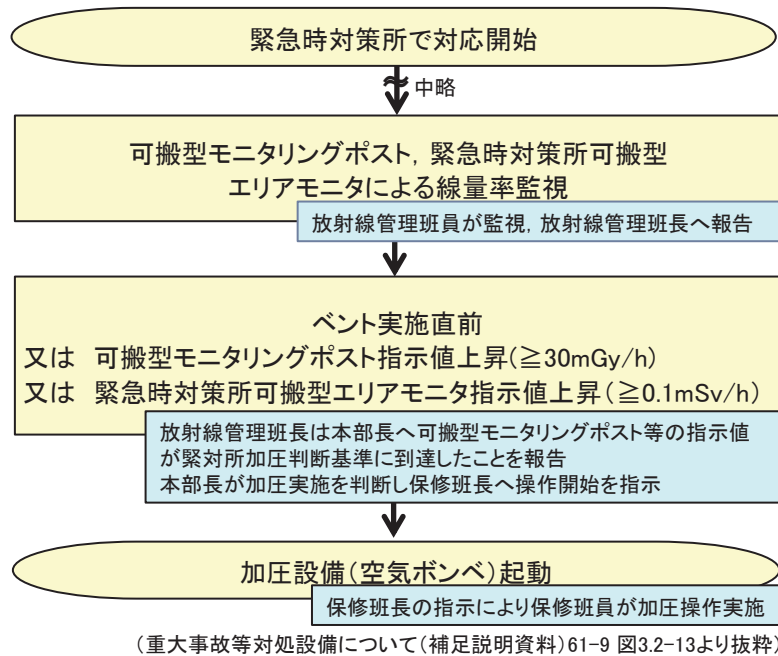 緊急時対策所で対応開始
中略
可搬型モニタリングポスト，緊急時対策所可搬型
エリアモニタによる線量率監視
放射線管理班員が監視，放射線管理班長へ報告
ベント実施直前
又は　可搬型モニタリングポスト指示値上昇（≧30mGy/h）
又は　緊急時対策所可搬型エリアモニタ指示値上昇（≧0.1mSv/h）
放射線管理班長は本部長へ可搬型モニタリングポスト等の指示値
が緊対所加圧判断基準に到達したことを報告
本部長が加圧実施を判断し保修班長へ操作開始を指示
加圧設備（空気ボンベ）起動
保修班長の指示により保修班員が加圧操作実施
（重大事故等対処設備について（補足説明資料）61-9 図3.2-13より抜粋）